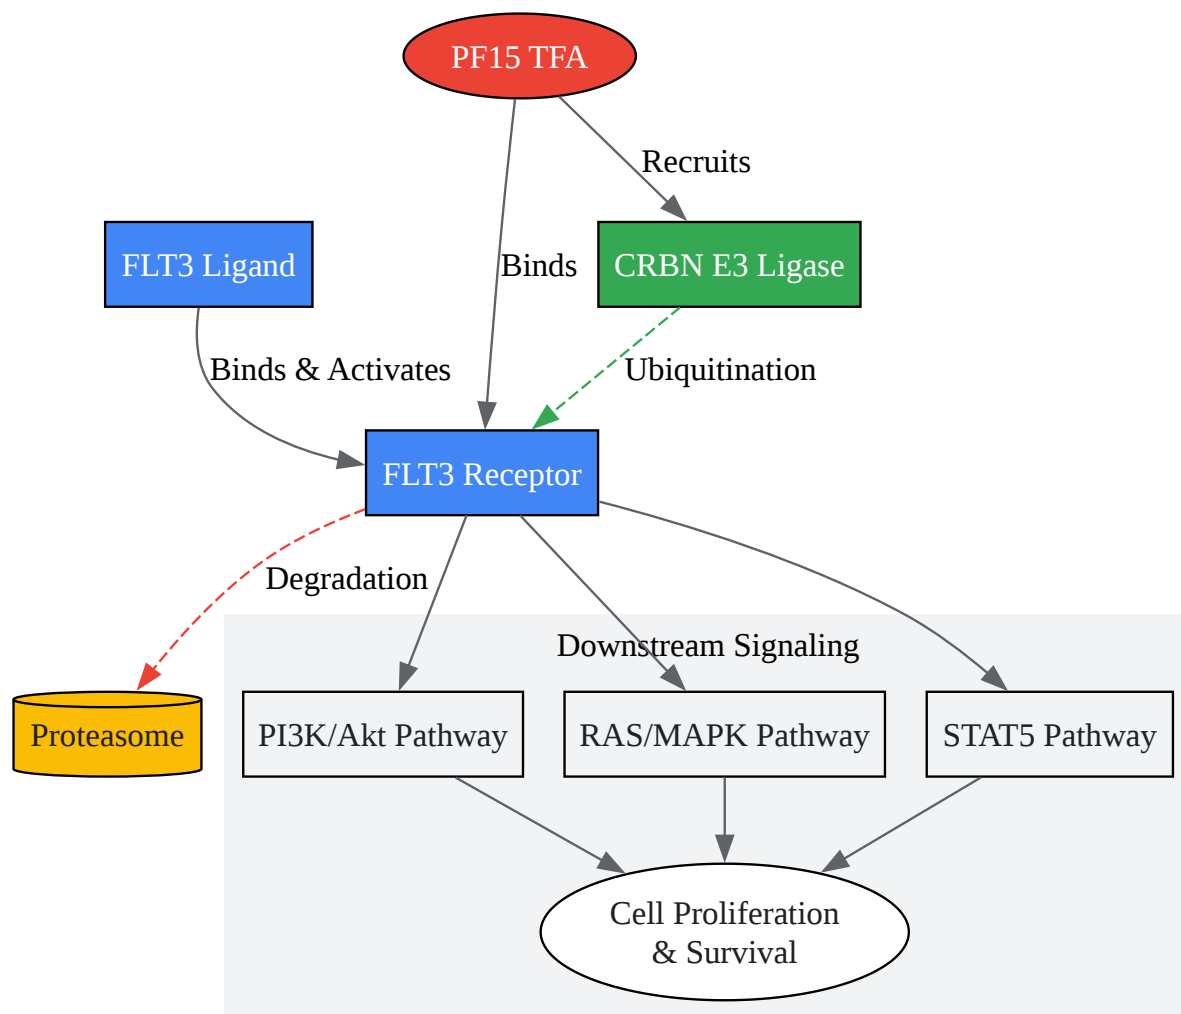 PF15 TFA
Recruits
FLT3 Ligand
Binds
CRBN E3 Ligase
Binds & Activates
Ubiquitination
FLT3 Receptor
Degradation
Downstream Signaling
Proteasome
PI3K/Akt Pathway
RAS/MAPK Pathway
STAT5 Pathway
Cell Proliferation
& Survival